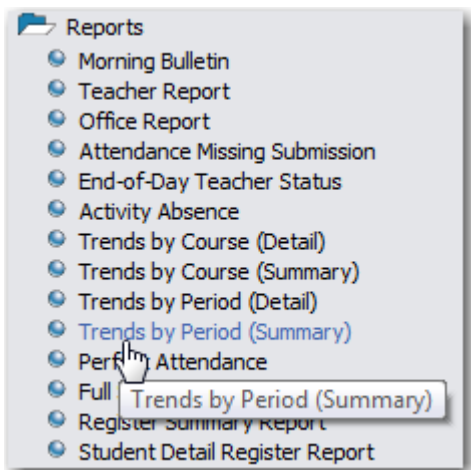 Reports
Morning Bulletin
Teacher Report
Office Report
Attendance Missing Submission
End-of-Day Teacher Status
Activity Absence
Trends by Course (Detail)
Trends by Course (Summary)
Trends by Period (Detail)
Trends by Period (Summary)
Attendance
Full
Trends by Period (Summary)
Register Summary Report
Student Detail Register Report